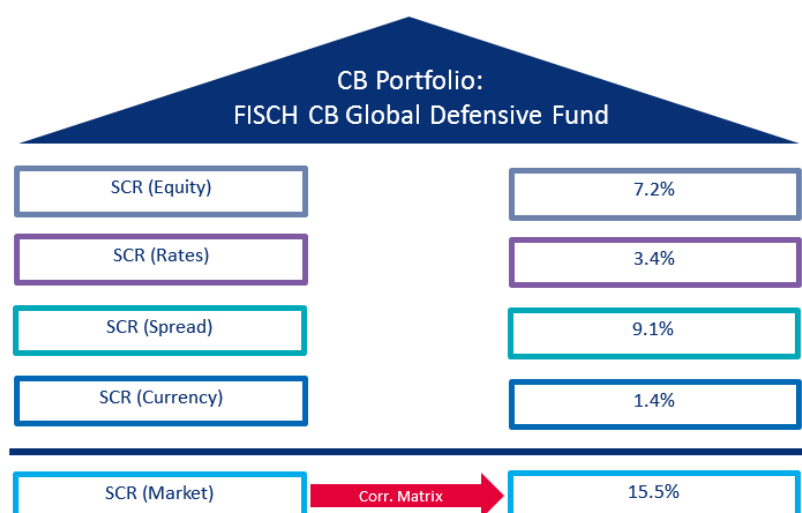 CB Portfolio:
FISCH CB Global Defensive Fund
SCR (Equity)
7.2%
SCR (Rates)
3.4%
SCR (Spread)
9.1%
SCR (Currency)
1.4%
SCR (Market)
Corr. Matrix
15.5%